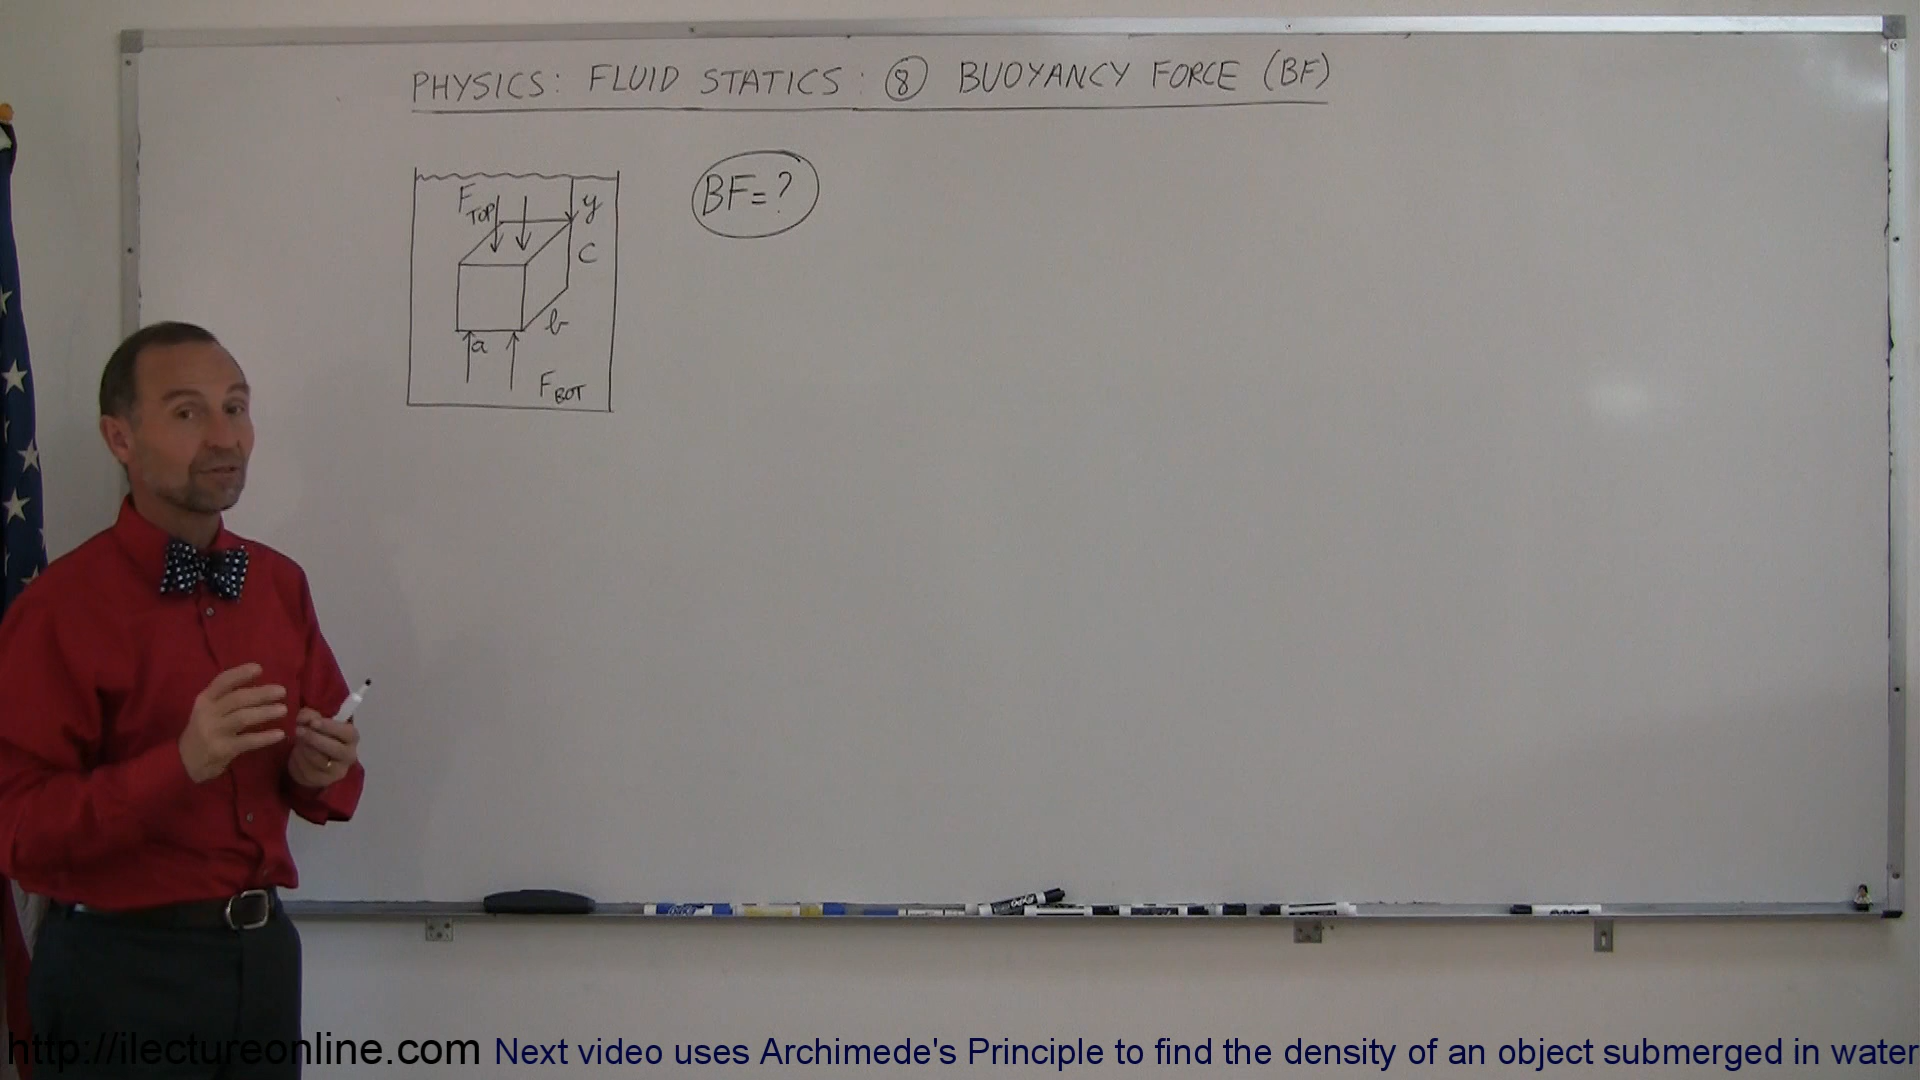 PHYSICS: FLUID STATICS: ⑧ BUOYANCY FORCE (BF)
BF=?
F TOP
y
c
b
a
F BOT
http://ilectureonline.com Next video uses Archimede's Principle to find the density of an object submerged in water